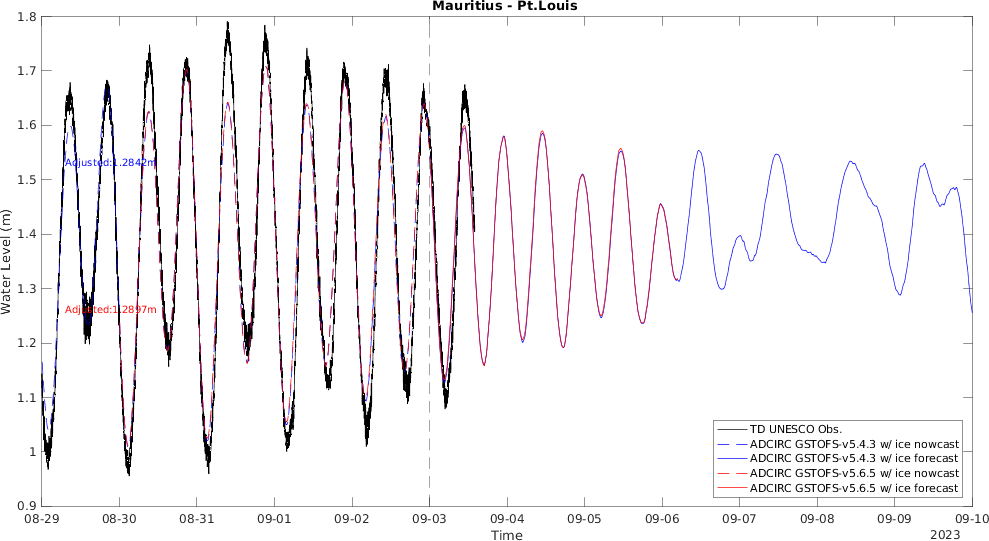 Mauritius - Pt.Louis
1.8
1.7
1.6
1.5
1.4
1.3
1.2
1.1
1
0.9
Water Level (m)
Adjusted:1.2842m
Adjusted:1.2897m
TD UNESCO Obs.
ADCIRC GSTOFS-v5.4.3 w/ ice nowcast
ADCIRC GSTOFS-v5.4.3 w/ ice forecast
ADCIRC GSTOFS-v5.6.5 w/ ice nowcast
ADCIRC GSTOFS-v5.6.5 w/ ice forecast
08-29 08-30 08-31 09-01 09-02 09-03 09-04 09-05 09-06 09-07 09-08 09-09 09-10
Time
2023